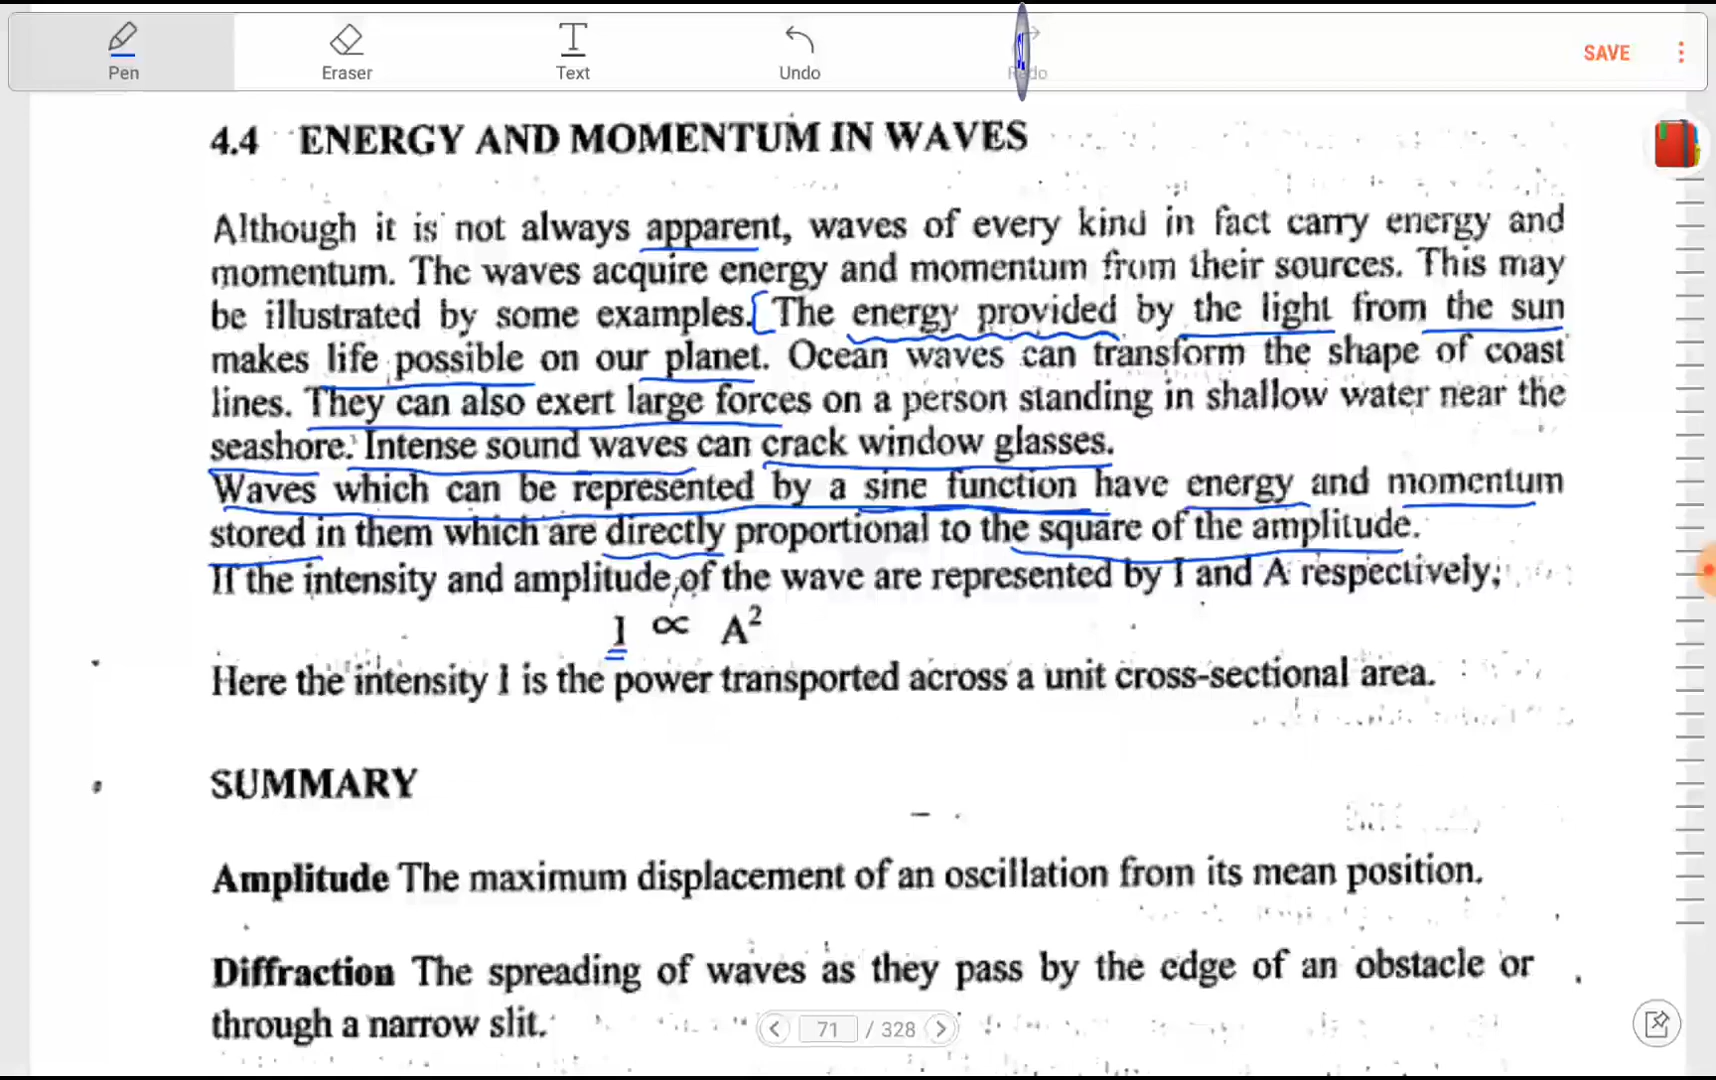 Pen
Eraser
Text
Undo
SAVE
4.4 ENERGY AND MOMENTUM IN WAVES
Although it is not always apparent, waves of every kind in fact carry energy and
momentum. The waves acquire energy and momentum from their sources. This may
be illustrated by some examples. [The energy provided by the light from the sun
makes life possible on our planet. Ocean waves can transform the shape of coast
lines. They can also exert large forces on a person standing in shallow water near the
seashore. Intense sound waves can crack window glasses.
Waves which can be represented by a sine function have energy and momentum
stored in them which are directly proportional to the square of the amplitude.
If the intensity and amplitude of the wave are represented by I and A respectively;
I ∝ A²
Here the intensity I is the power transported across a unit cross-sectional area.
SUMMARY
Amplitude The maximum displacement of an oscillation from its mean position.
Diffraction The spreading of waves as they pass by the edge of an obstacle or
through a narrow slit.
71 / 328